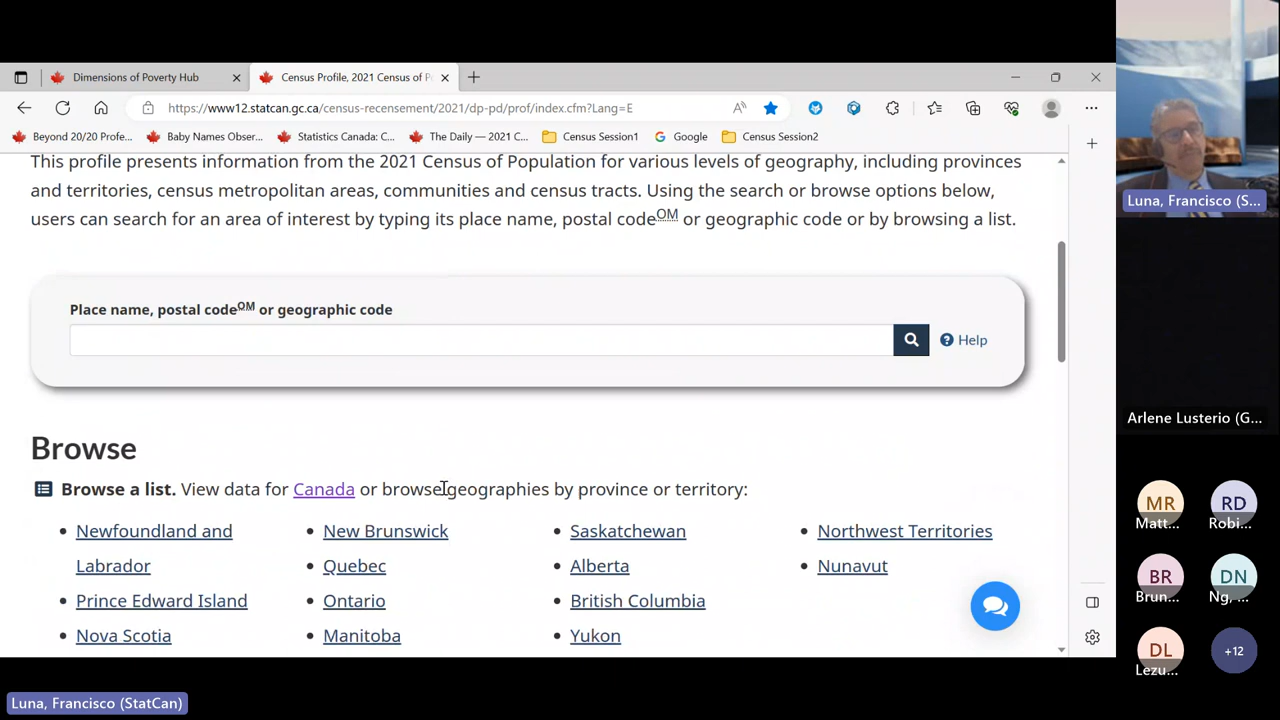 Dimensions of Poverty Hub
Census Profile, 2021 Census of P
https://www12.statcan.gc.ca/census-recensement/2021/dp-pd/prof/index.cfm?Lang=E
Beyond 20/20 Profe...
Baby Names Obser...
Statistics Canada: C...
The Daily — 2021 C...
Census Session1
Google
Census Session2
This profile presents information from the 2021 Census of Population for various levels of geography, including provinces
and territories, census metropolitan areas, communities and census tracts. Using the search or browse options below,
users can search for an area of interest by typing its place name, postal codeOM or geographic code or by browsing a list.
Place name, postal codeOM or geographic code
Help
Browse
Browse a list. View data for Canada or browse geographies by province or territory:
Newfoundland and
Labrador
Prince Edward Island
Nova Scotia
New Brunswick
Quebec
Ontario
Manitoba
Saskatchewan
Alberta
British Columbia
Yukon
Northwest Territories
Nunavut
Luna, Francisco (S...
Arlene Lusterio (G...
MR
Matt...
RD
Robi...
BR
Brun...
DN
Ng, ...
DL
Lezu...
+12
Luna, Francisco (StatCan)